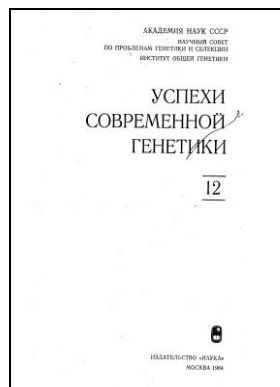 АКАДЕМИЯ НАУК СССР
НАУЧНЫЙ СОВЕТ
ПО ПРОБЛЕМАМ ГЕНЕТИКИ И СЕЛЕКЦИИ
ИНСТИТУТ ОБЩЕЙ ГЕНЕТИКИ
УСПЕХИ
СОВРЕМЕННОЙ
ГЕНЕТИКИ
12
ИЗДАТЕЛЬСТВО «НАУКА»
МОСКВА 1984